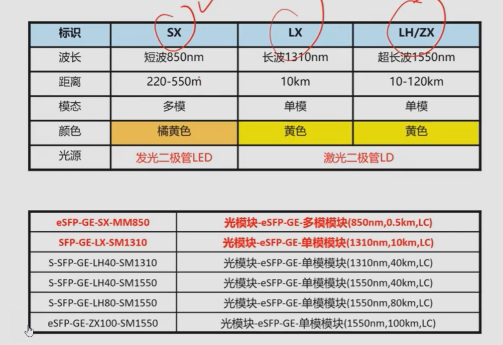 标识 SX LX LH/ZX
波长 短波850nm 长波1310nm 超长波1550nm
距离 220-550m 10km 10-120km
模态 多模 单模 单模
颜色 橘黄色 黄色 黄色
光源 发光二极管LED 激光二极管LD
eSFP-GE-SX-MM850 光模块-eSFP-GE-多模模块(850nm,0.5km,LC)
SFP-GE-LX-SM1310 光模块-eSFP-GE-单模模块(1310nm,10km,LC)
S-SFP-GE-LH40-SM1310 光模块-eSFP-GE-单模模块(1310nm,40km,LC)
S-SFP-GE-LH40-SM1550 光模块-eSFP-GE-单模模块(1550nm,40km,LC)
S-SFP-GE-LH80-SM1550 光模块-eSFP-GE-单模模块(1550nm,80km,LC)
eSFP-GE-ZX100-SM1550 光模块-eSFP-GE-单模模块(1550nm,100km,LC)